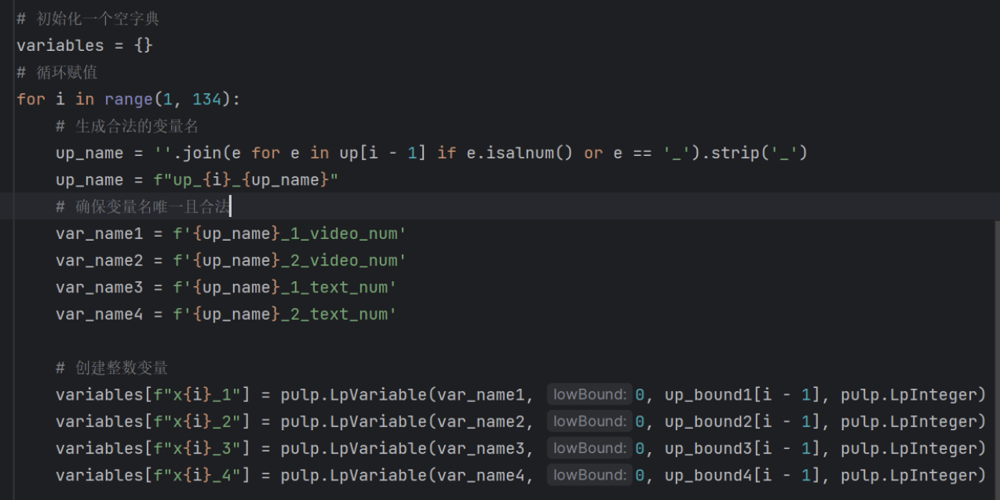 # 初始化一个空字典
variables = {}
# 循环赋值
for i in range(1, 134):
    # 生成合法的变量名
    up_name = ''.join(e for e in up[i - 1] if e.isalnum() or e == '_').strip('_')
    up_name = f"up_{i}_{up_name}"
    # 确保变量名唯一且合法
    var_name1 = f'{up_name}_1_video_num'
    var_name2 = f'{up_name}_2_video_num'
    var_name3 = f'{up_name}_1_text_num'
    var_name4 = f'{up_name}_2_text_num'

    # 创建整数变量
    variables[f"x{i}_1"] = pulp.LpVariable(var_name1, lowBound: 0, up_bound1[i - 1], pulp.LpInteger)
    variables[f"x{i}_2"] = pulp.LpVariable(var_name2, lowBound: 0, up_bound2[i - 1], pulp.LpInteger)
    variables[f"x{i}_3"] = pulp.LpVariable(var_name3, lowBound: 0, up_bound3[i - 1], pulp.LpInteger)
    variables[f"x{i}_4"] = pulp.LpVariable(var_name4, lowBound: 0, up_bound4[i - 1], pulp.LpInteger)